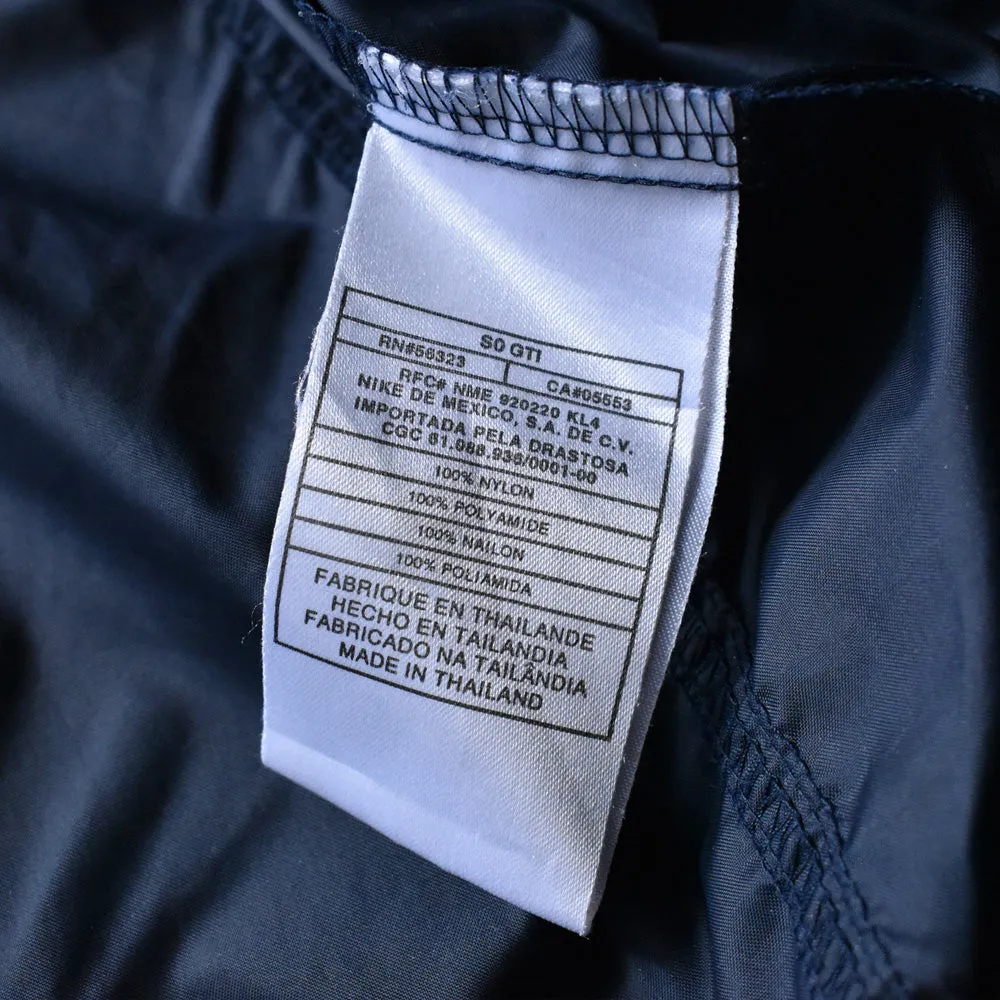 S0 GTI
RN#56323 CA#05553
RFC# NME 920220 KL4
NIKE DE MEXICO, S.A. DE C.V.
IMPORTADA PELA DRASTOSA
CGC 61.088.936/0001-00
100% NYLON
100% POLYAMIDE
100% NAILON
100% POLIAMIDA
FABRIQUE EN THAILANDE
HECHO EN TAILANDIA
FABRICADO NA TAILÂNDIA
MADE IN THAILAND